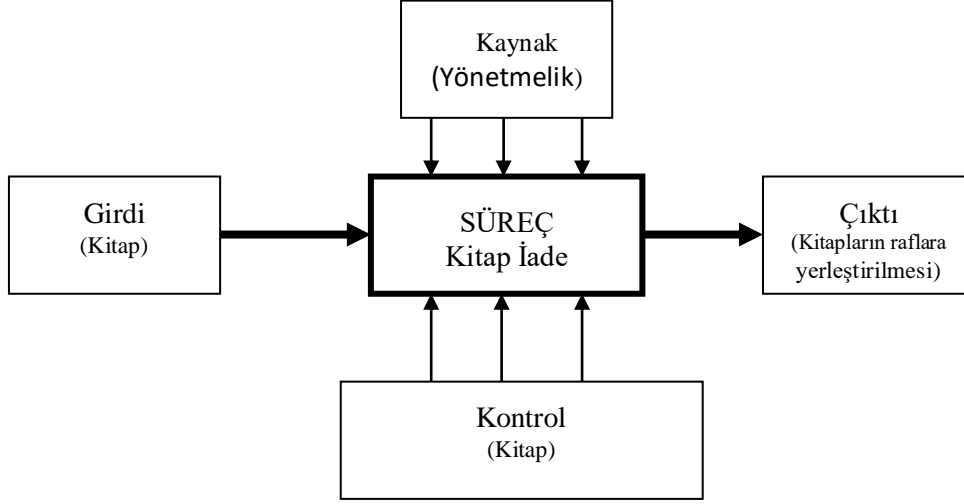 Kaynak
(Yönetmelik)
Girdi
(Kitap)
SÜREÇ
Kitap İade
Çıktı
(Kitapların raflara
yerleştirilmesi)
Kontrol
(Kitap)